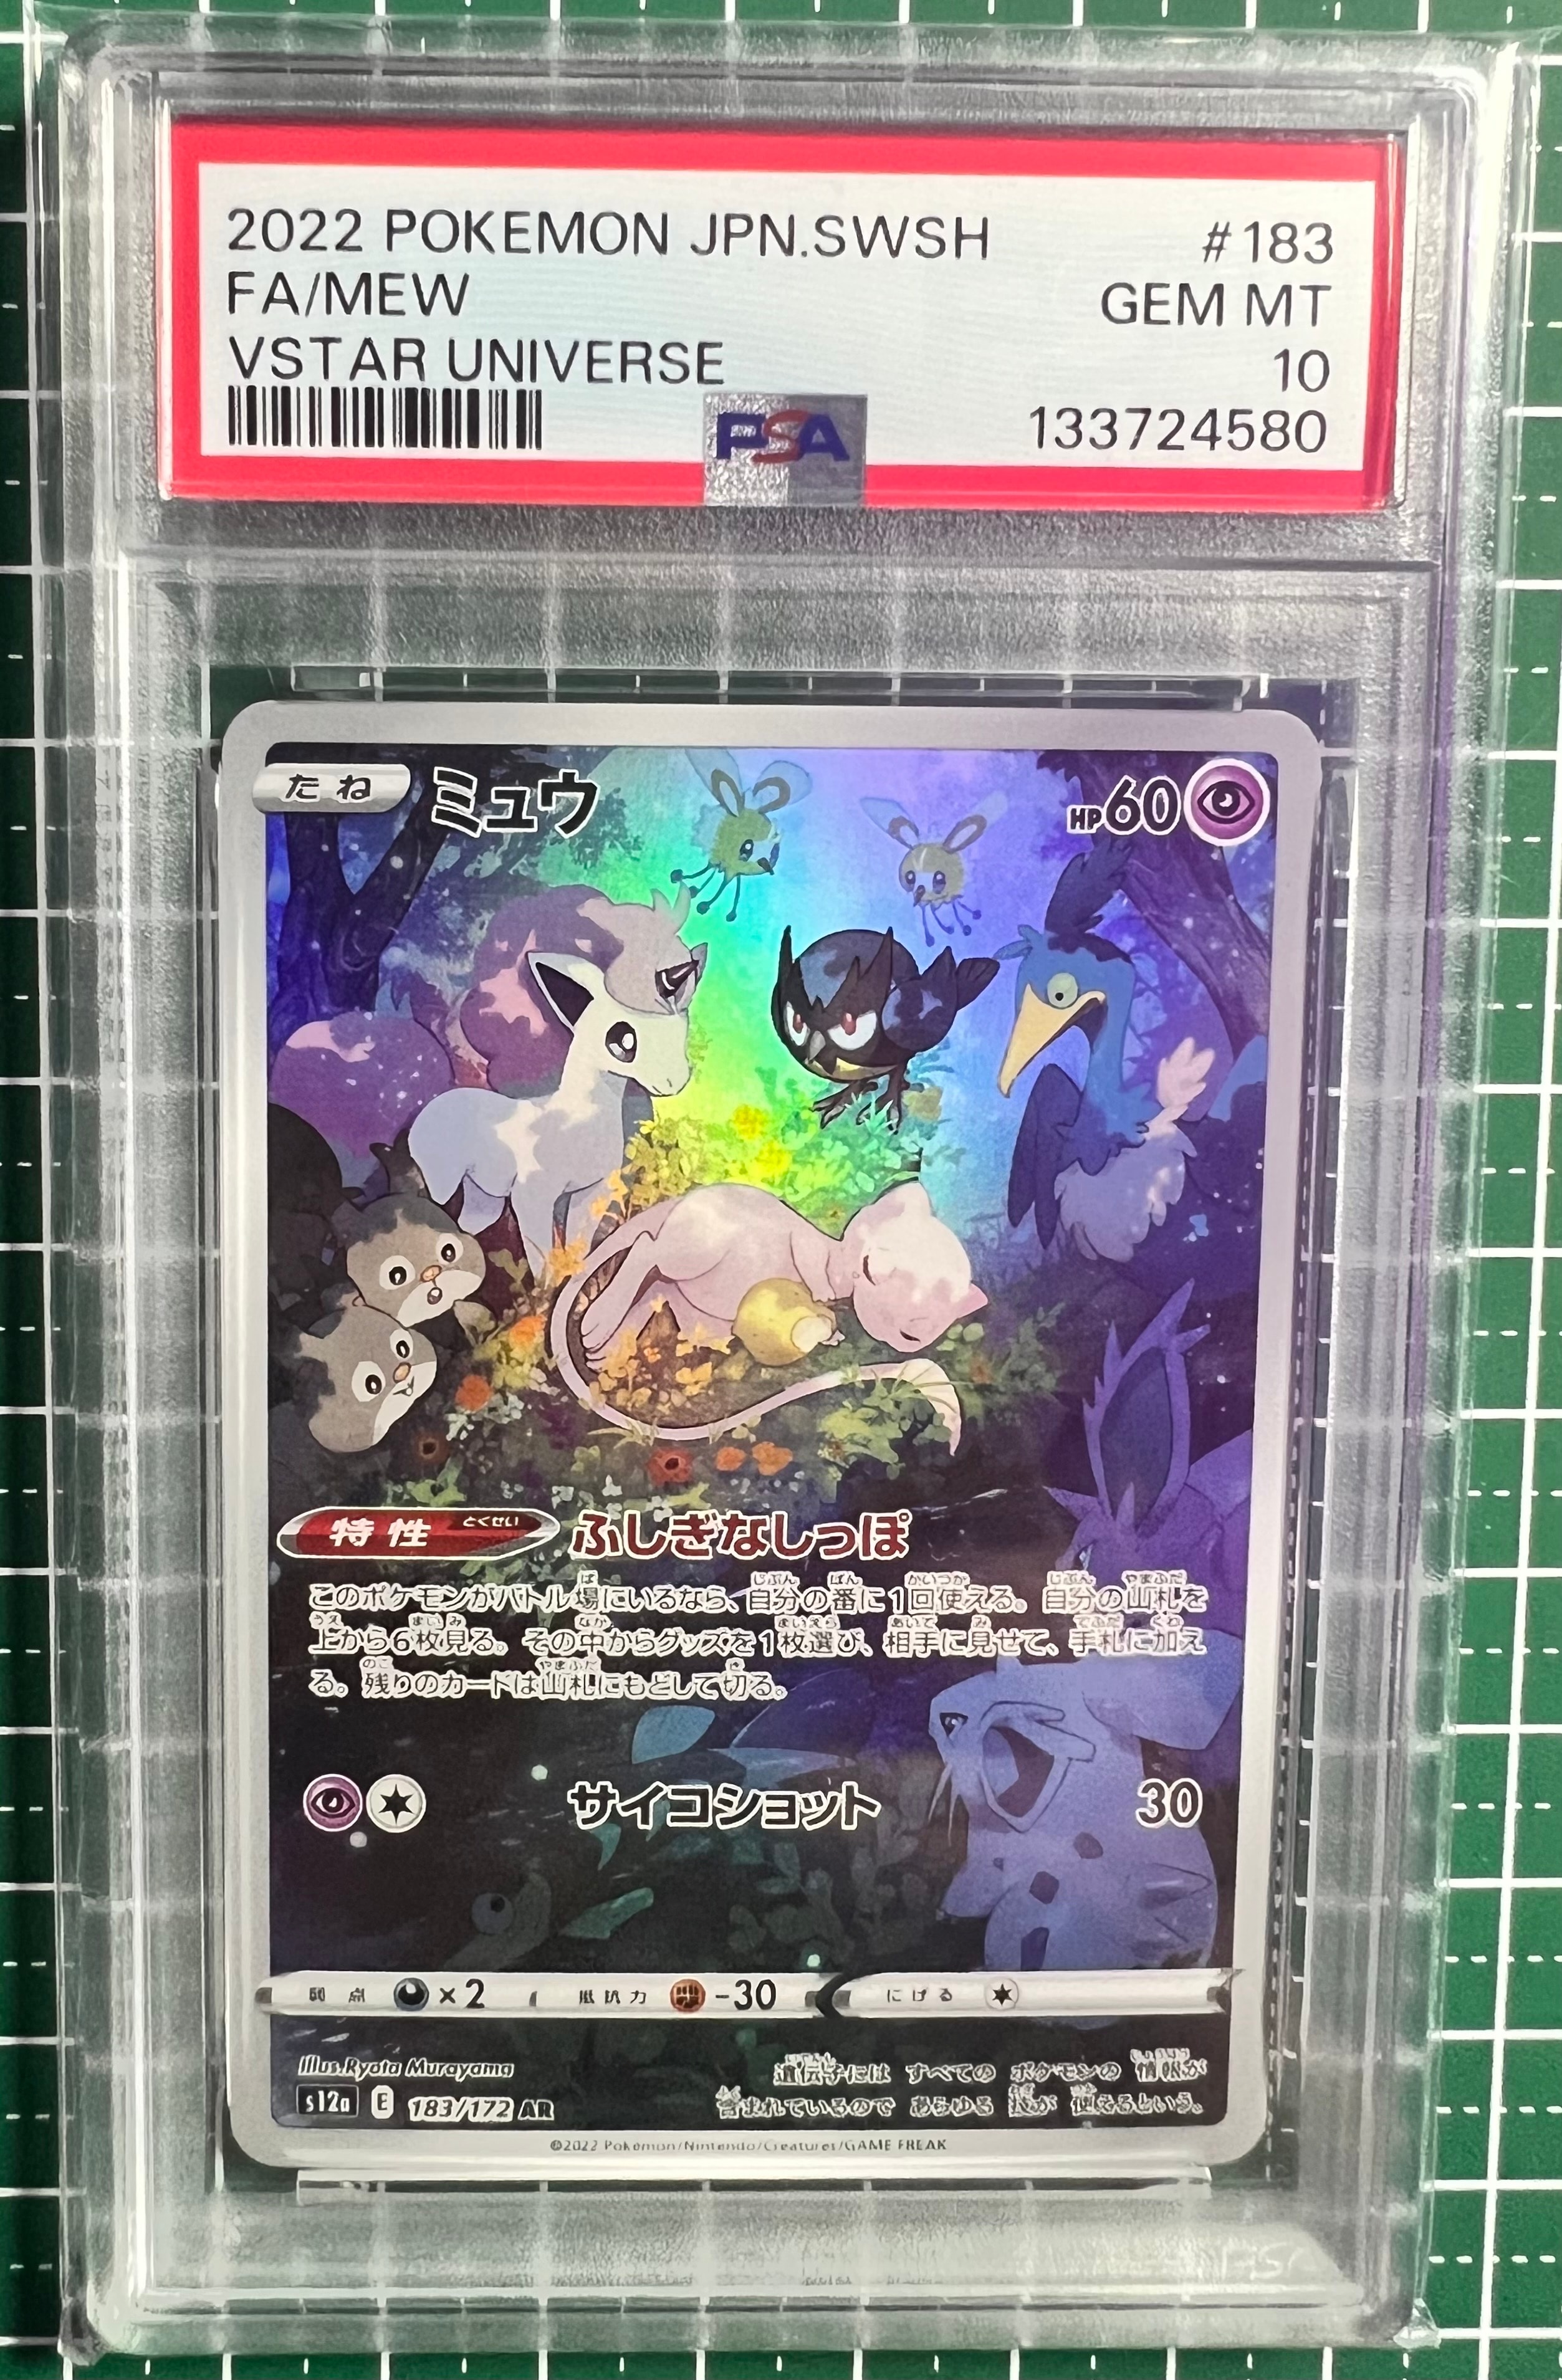 2022 POKEMON JPN.SWSH #183
FA/MEW GEM MT
VSTAR UNIVERSE 10
PSA 133724580
たね ミュウ HP60
特性 とくせい ふしぎなしっぽ
このポケモンがバトル場にいるなら、自分の番に1回使える。自分の山札を
上から6枚見る。その中からグッズを1枚選び、相手に見せて、手札に加え
る。残りのカードは山札にもどして切る。
サイコショット 30
弱点 ×2 抵抗力 -30 にげる
Illus.Ryota Murayama
s12a E 183/172 AR
遺伝子には すべての ポケモンの 情報が
含まれているので あらゆる 技が 使えるという。
©2022 Pokémon/Nintendo/Creatures/GAME FREAK